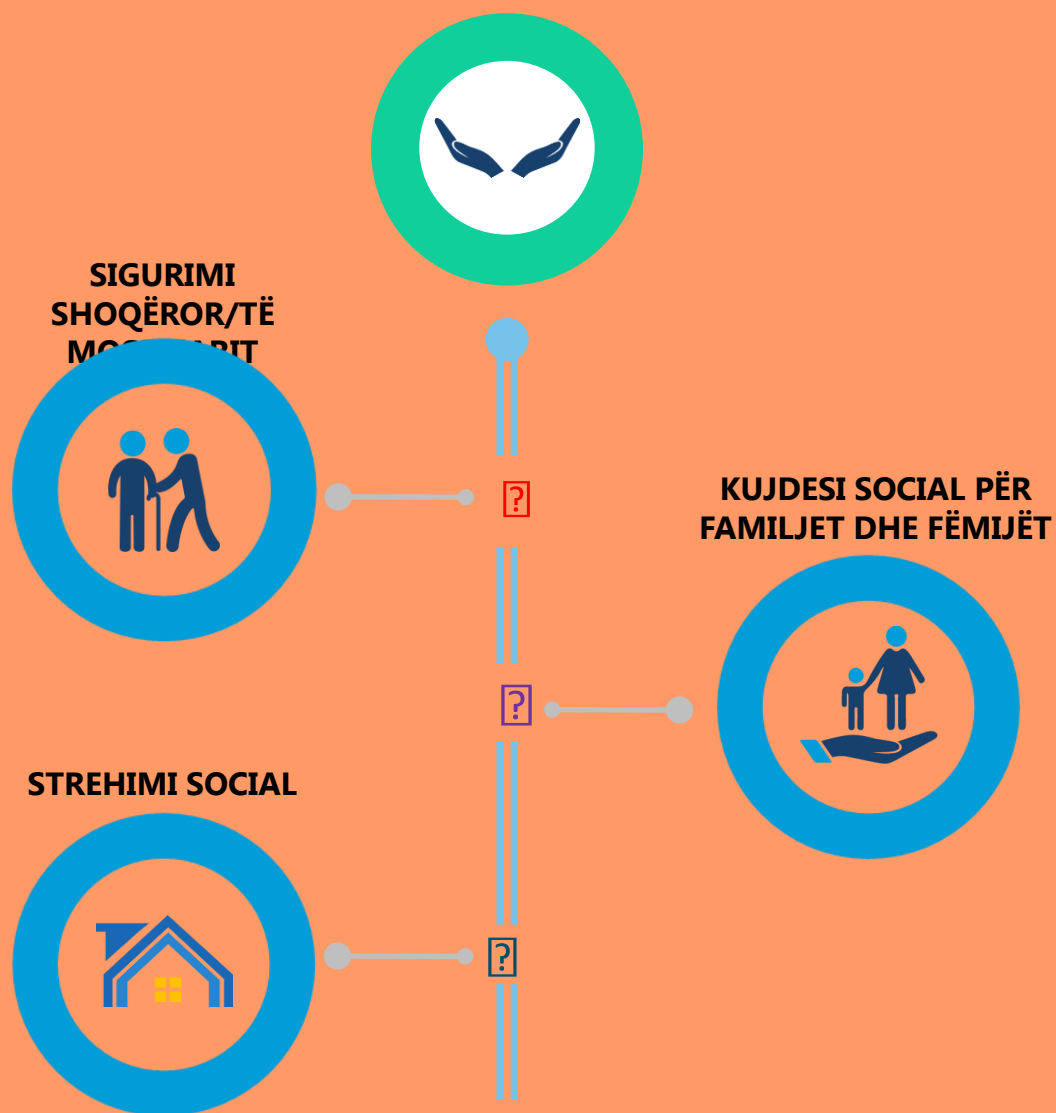 SIGURIMI
SHOQËROR/TË
KUJDESI SOCIAL PËR
FAMILJET DHE FËMIJËT
STREHIMI SOCIAL